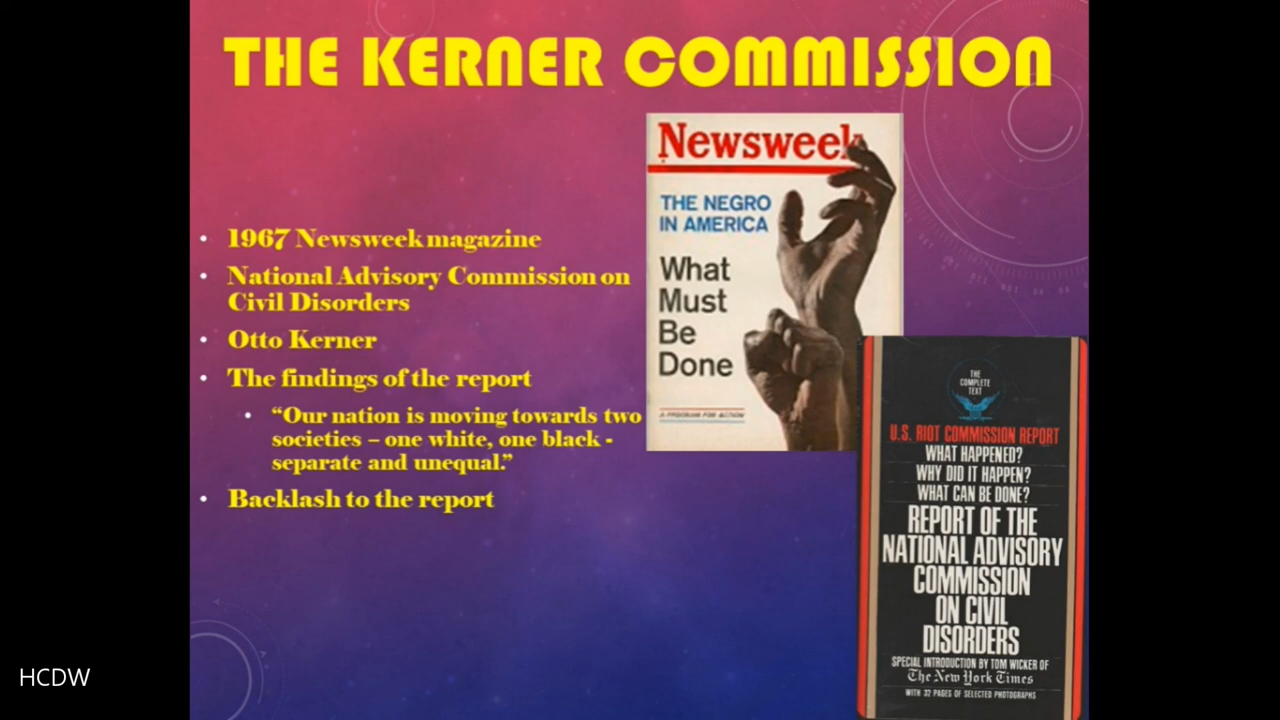 THE KERNER COMMISSION
• 1967 Newsweek magazine
• National Advisory Commission on
Civil Disorders
• Otto Kerner
• The findings of the report
• “Our nation is moving towards two
societies – one white, one black -
separate and unequal.”
• Backlash to the report
Newsweek
THE NEGRO
IN AMERICA
What
Must
Be
Done
A PROGRAM FOR ACTION
THE
COMPLETE
TEXT
U.S. RIOT COMMISSION REPORT
WHAT HAPPENED?
WHY DID IT HAPPEN?
WHAT CAN BE DONE?
REPORT OF THE
NATIONAL ADVISORY
COMMISSION
ON CIVIL
DISORDERS
SPECIAL INTRODUCTION BY TOM WICKER OF
The New York Times
WITH 32 PAGES OF SELECTED PHOTOGRAPHS
HCDW